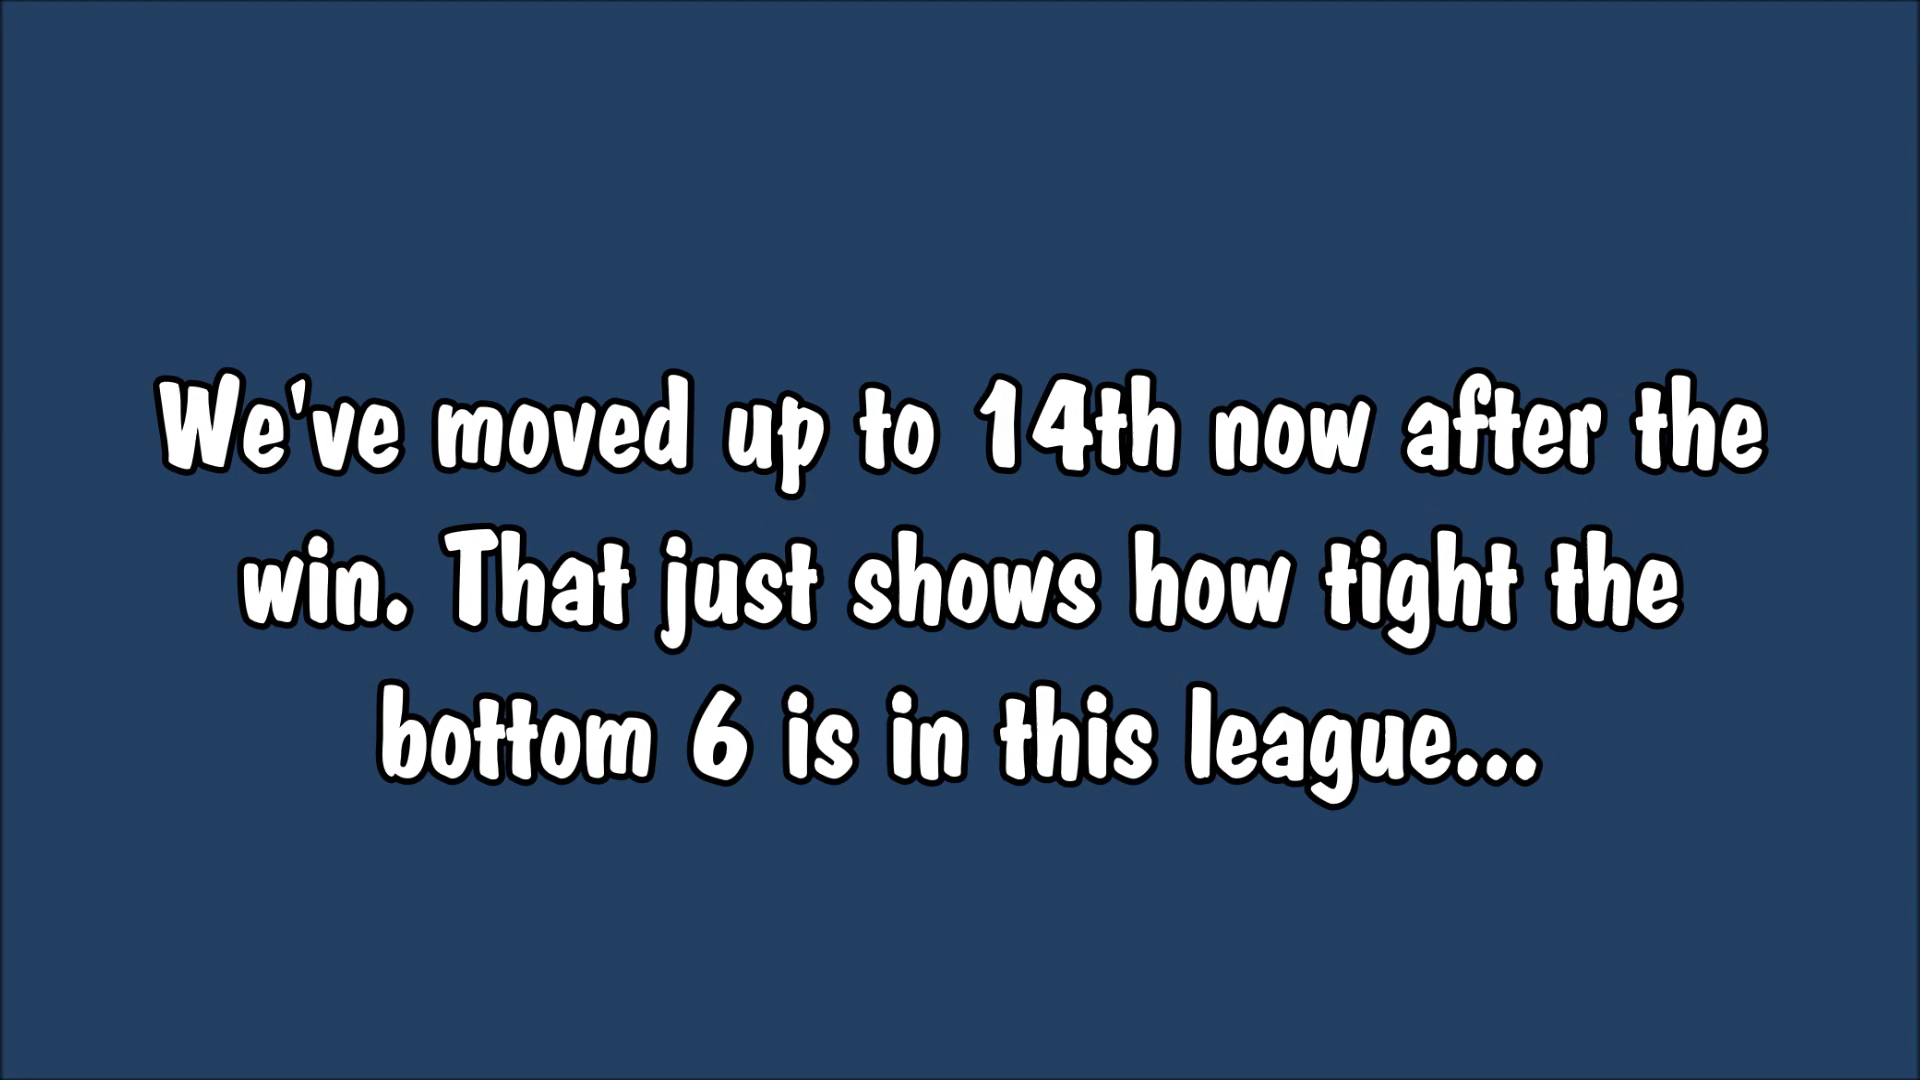 We've moved up to 14th now after the
win. That just shows how tight the
bottom 6 is in this league...